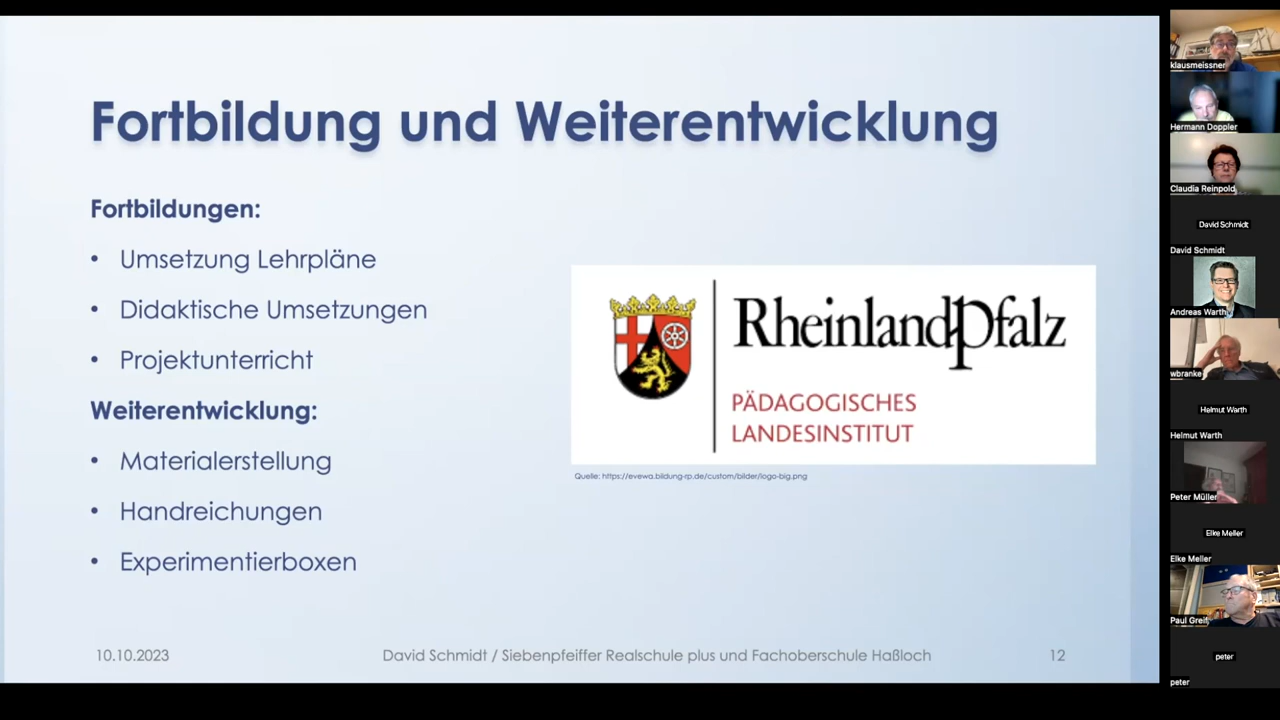 Fortbildung und Weiterentwicklung
Fortbildungen:
• Umsetzung Lehrpläne
• Didaktische Umsetzungen
• Projektunterricht
Weiterentwicklung:
• Materialerstellung
• Handreichungen
• Experimentierboxen
RheinlandPfalz
PÄDAGOGISCHES
LANDESINSTITUT
Quelle: https://evewa.bildung-rp.de/custom/bilder/logo-big.png
10.10.2023
David Schmidt / Siebenpfeiffer Realschule plus und Fachoberschule Haßloch
12
klausmeissner
Hermann Doppler
Claudia Reinpold
David Schmidt
David Schmidt
Andreas Warth
wbranke
Helmut Warth
Helmut Warth
Peter Müller
Elke Meller
Elke Meller
Paul Greif
peter
peter